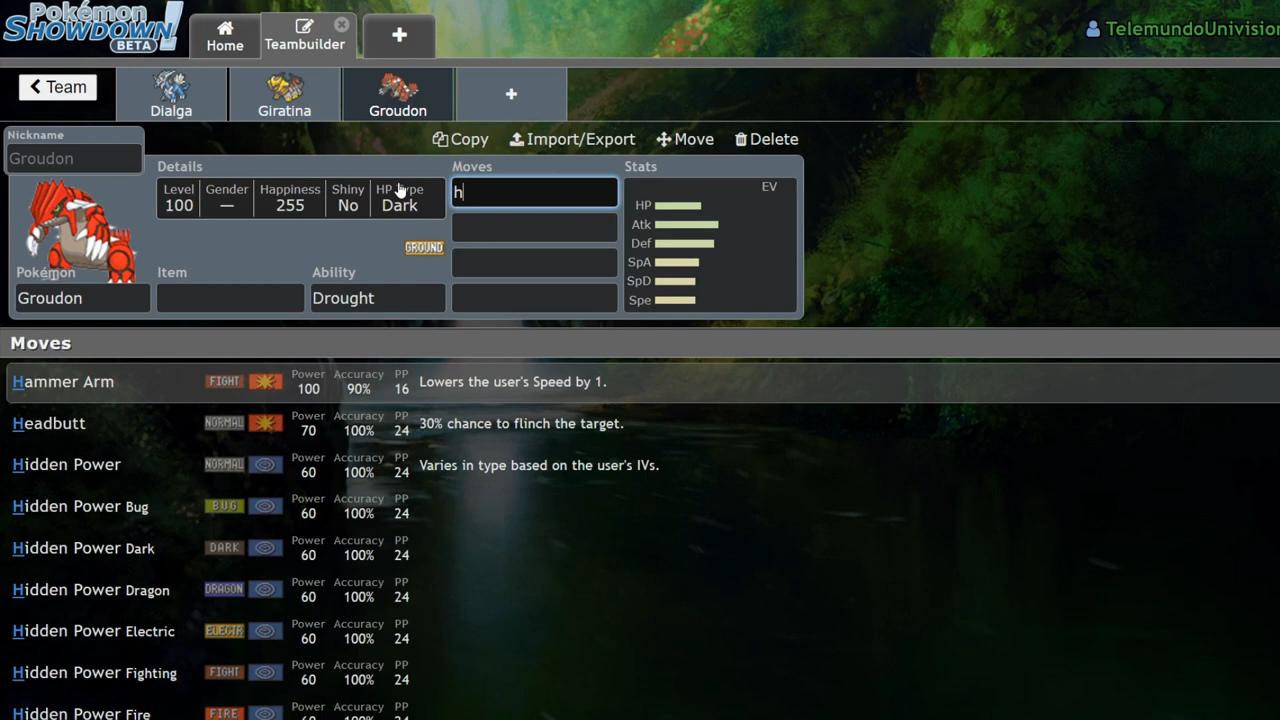 Pokémon
SHOWDOWN!
BETA
Home
Teambuilder
+
TelemundoUnivision
< Team
Dialga
Giratina
Groudon
+
Copy
Import/Export
Move
Delete
Nickname
Groudon
Details
Level
100
Gender
—
Happiness
255
Shiny
No
HP Type
Dark
GROUND
Pokémon
Groudon
Item
Ability
Drought
Moves
h
Stats
EV
HP
Atk
Def
SpA
SpD
Spe
Moves
Hammer Arm FIGHT Power 100 Accuracy 90% PP 16 Lowers the user's Speed by 1.
Headbutt NORMAL Power 70 Accuracy 100% PP 24 30% chance to flinch the target.
Hidden Power NORMAL Power 60 Accuracy 100% PP 24 Varies in type based on the user's IVs.
Hidden Power Bug BUG Power 60 Accuracy 100% PP 24
Hidden Power Dark DARK Power 60 Accuracy 100% PP 24
Hidden Power Dragon DRAGON Power 60 Accuracy 100% PP 24
Hidden Power Electric ELECTR Power 60 Accuracy 100% PP 24
Hidden Power Fighting FIGHT Power 60 Accuracy 100% PP 24
Hidden Power Fire FIRE Power 60 Accuracy 100% PP 24